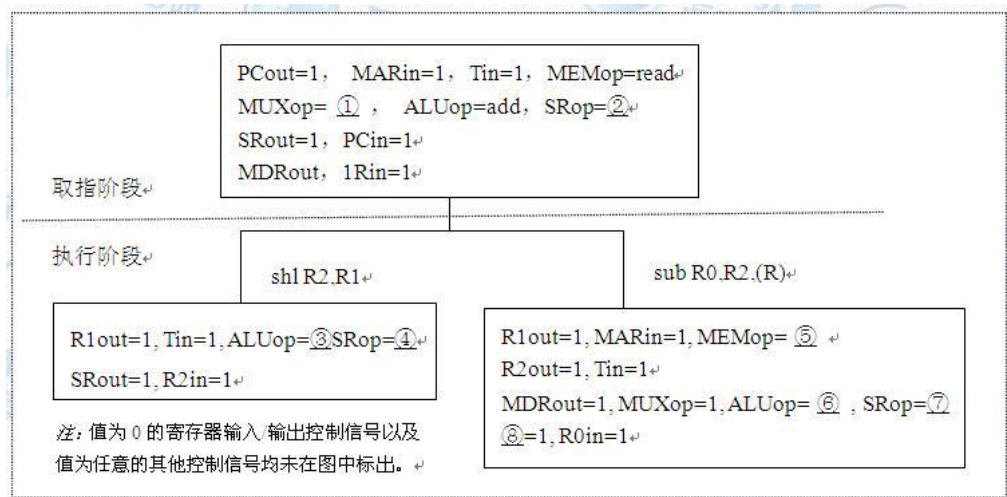 PCout=1, MARin=1, Tin=1, MEMop=read
MUXop= ① , ALUop=add, SRop=②
SRout=1, PCin=1
MDRout, 1Rin=1
取指阶段
执行阶段
shl R2,R1
sub R0,R2,(R)
R1out=1, Tin=1, ALUop=③SRop=④
SRout=1, R2in=1
R1out=1, MARin=1, MEMop= ⑤
R2out=1, Tin=1
MDRout=1, MUXop=1, ALUop= ⑥ , SRop=⑦
⑧=1, R0in=1
注:值为 0 的寄存器输入/输出控制信号以及
值为任意的其他控制信号均未在图中标出。